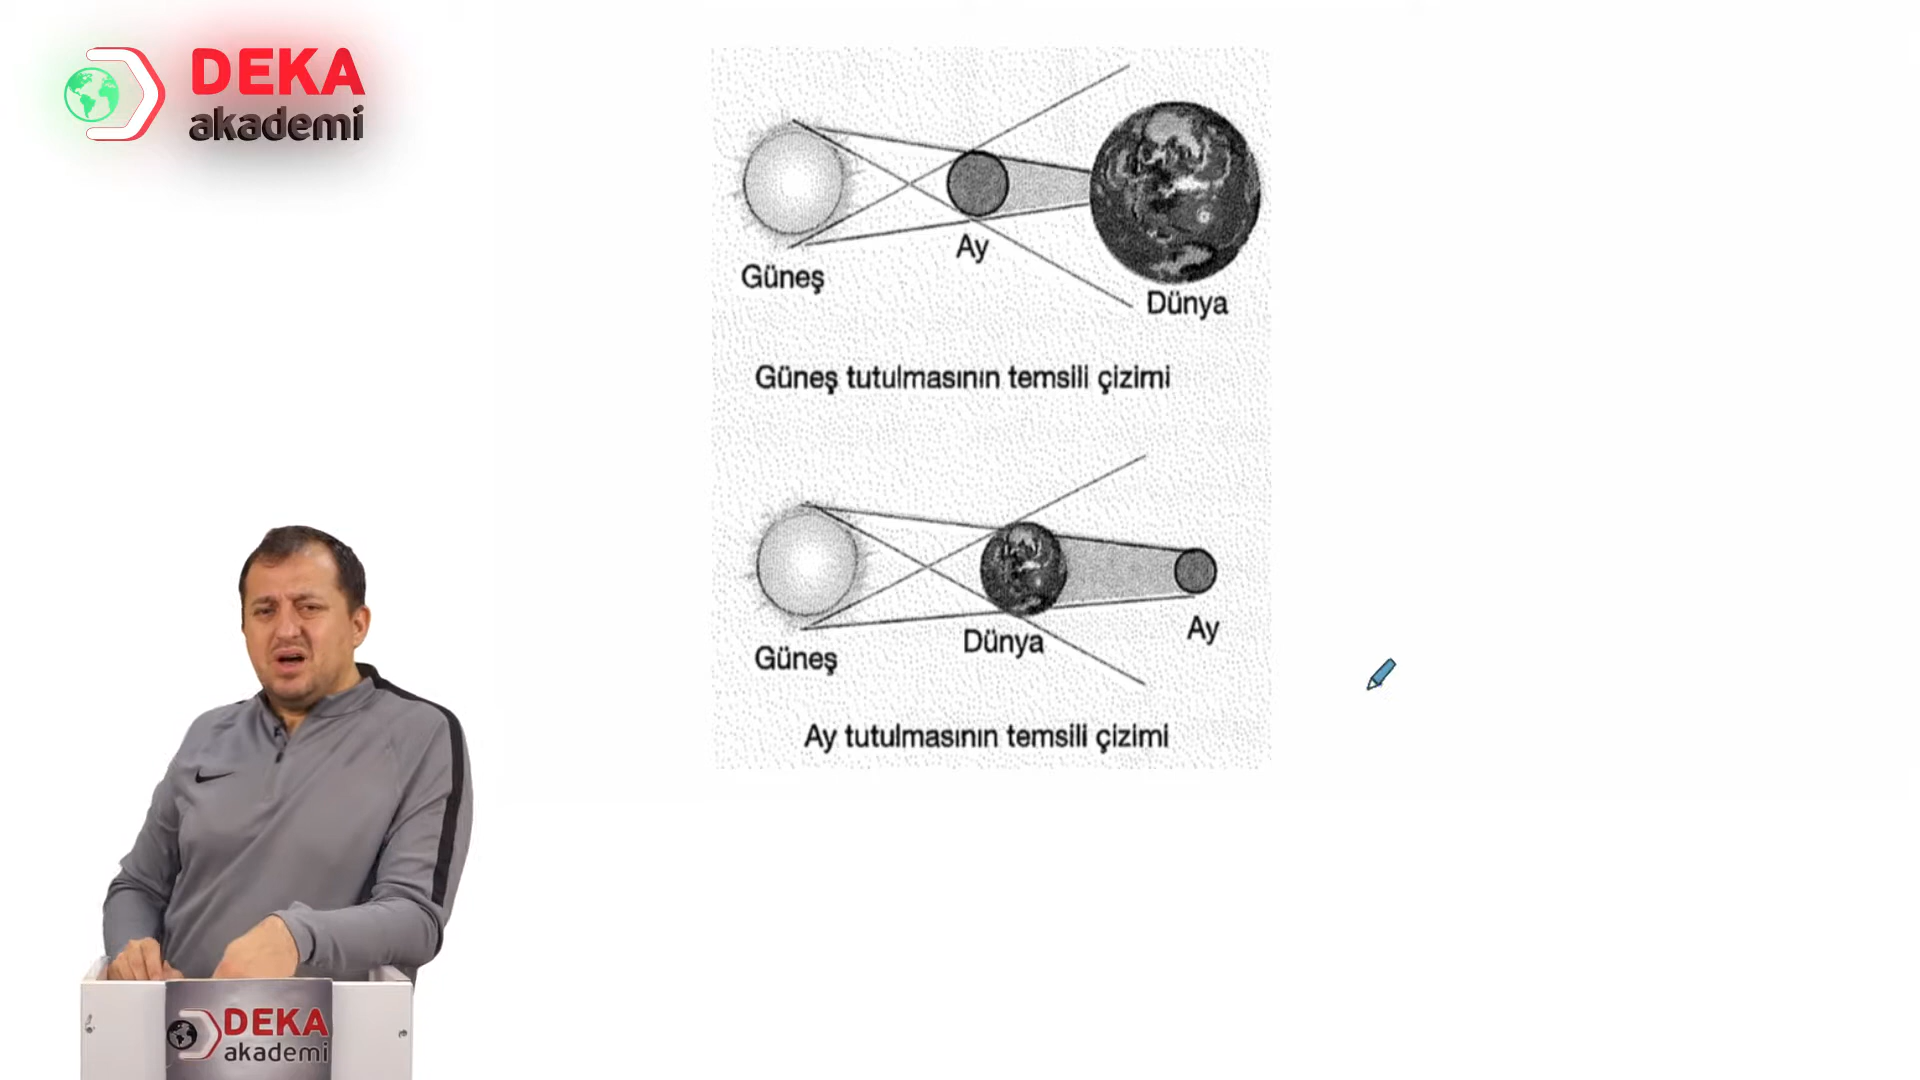 DEKA
akademi
Ay
Güneş
Dünya
Güneş tutulmasının temsili çizimi
Dünya
Ay
Güneş
Ay tutulmasının temsili çizimi
DEKA
akademi